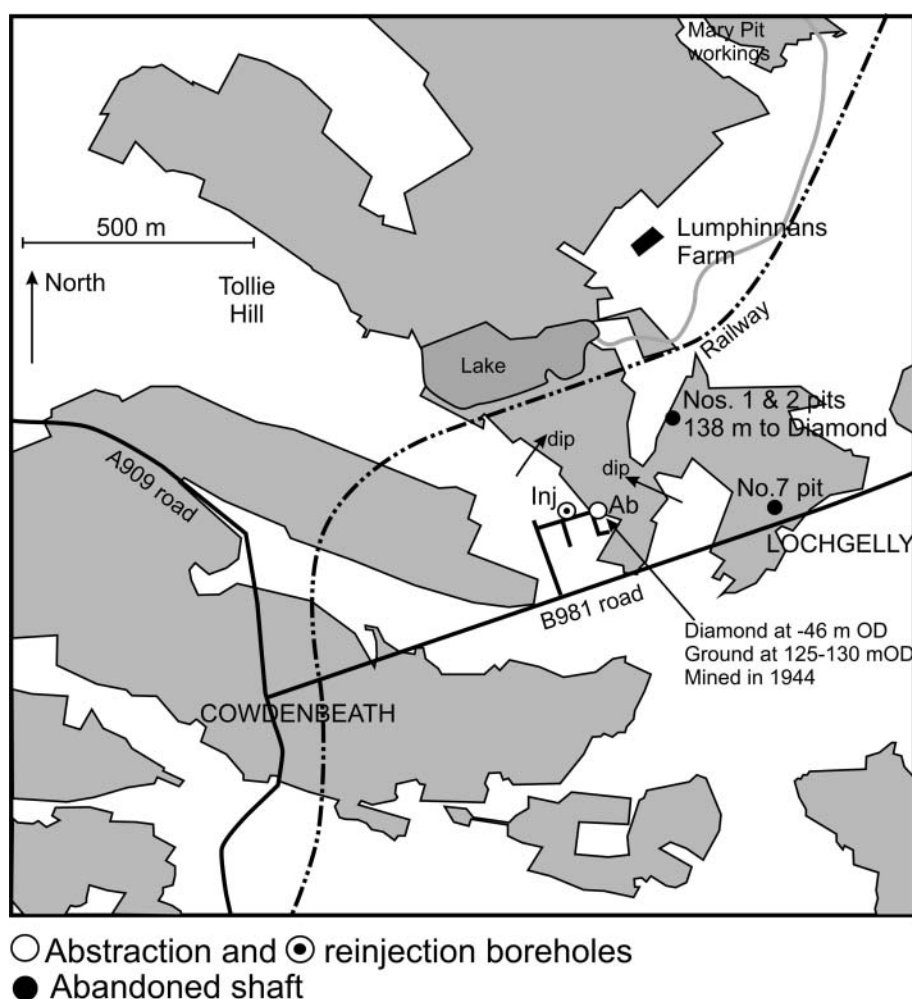 Mary Pit
workings
500 m
North
Tollie
Hill
Lumphinnans
Farm
Railway
Lake
Nos. 1 & 2 pits
138 m to Diamond
dip
dip
A909 road
Inj
Ab
No.7 pit
LOCHGELLY
B981 road
Diamond at -46 m OD
Ground at 125-130 mOD
Mined in 1944
COWDENBEATH
Abstraction and reinjection boreholes
Abandoned shaft